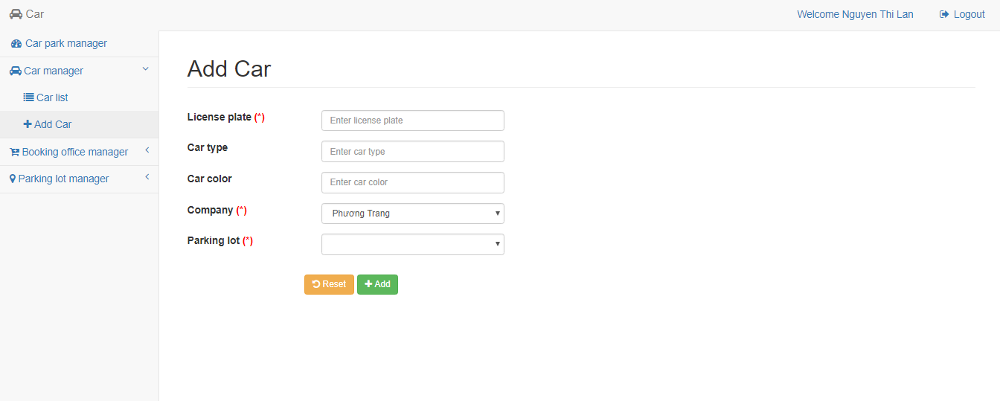 Car
Welcome Nguyen Thi Lan
Logout
Car park manager
Car manager
Car list
Add Car
Booking office manager
Parking lot manager
Add Car
License plate (*)
Enter license plate
Car type
Enter car type
Car color
Enter car color
Company (*)
Phương Trang
Parking lot (*)
Reset
Add